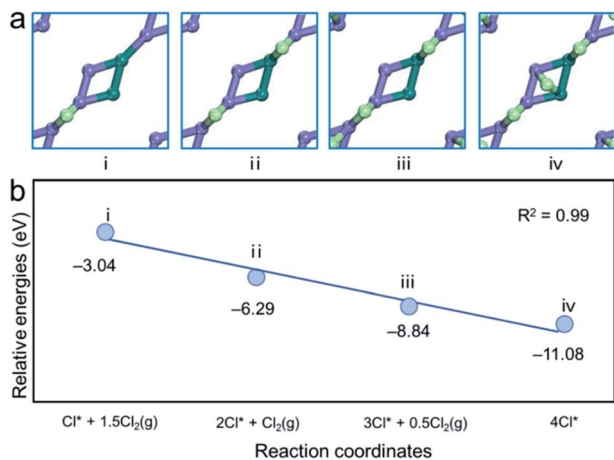 a
i
ii
iii
iv
b
Relative energies (eV)
R² = 0.99
i
ii
iii
iv
–3.04
–6.29
–8.84
–11.08
Cl* + 1.5Cl₂(g)
2Cl* + Cl₂(g)
3Cl* + 0.5Cl₂(g)
4Cl*
Reaction coordinates